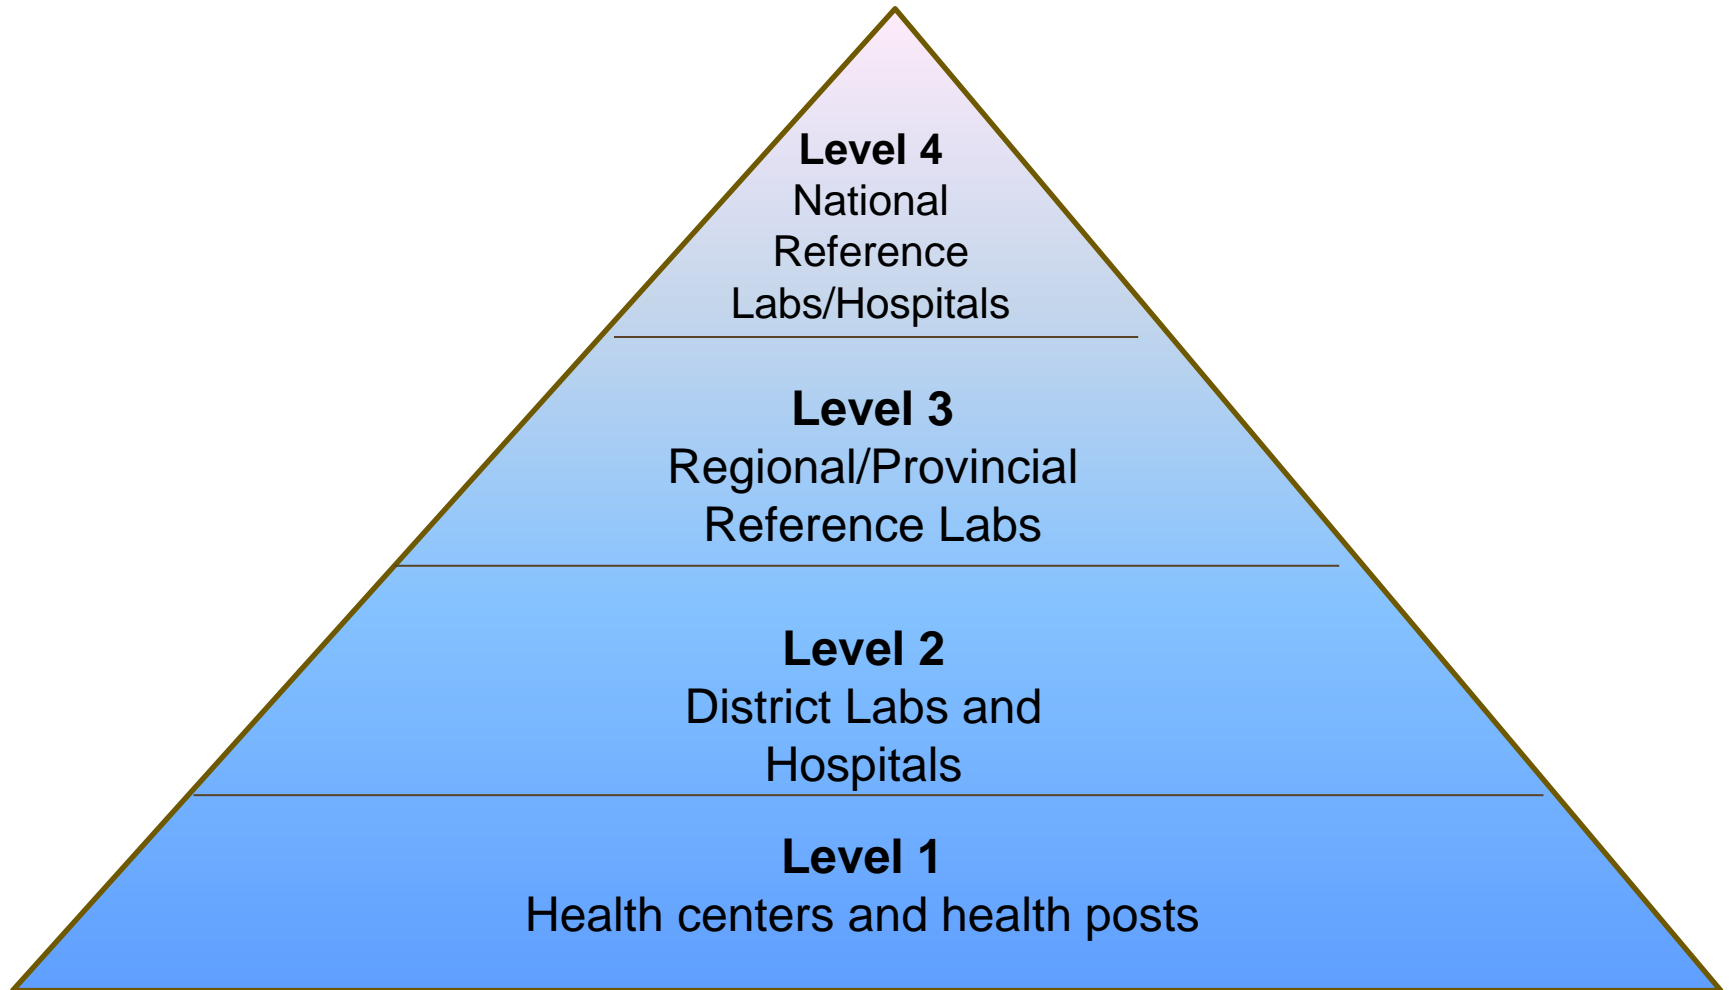 Level 4
National
Reference
Labs/Hospitals
Level 3
Regional/Provincial
Reference Labs
Level 2
District Labs and
Hospitals
Level 1
Health centers and health posts